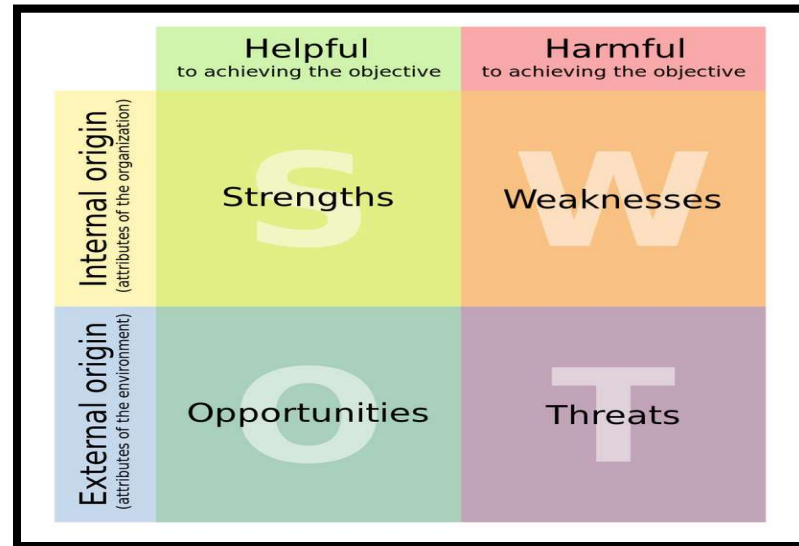 Helpful
to achieving the objective
Harmful
to achieving the objective
Internal origin
(attributes of the organization)
S
Strengths
W
Weaknesses
External origin
(attributes of the environment)
O
Opportunities
T
Threats